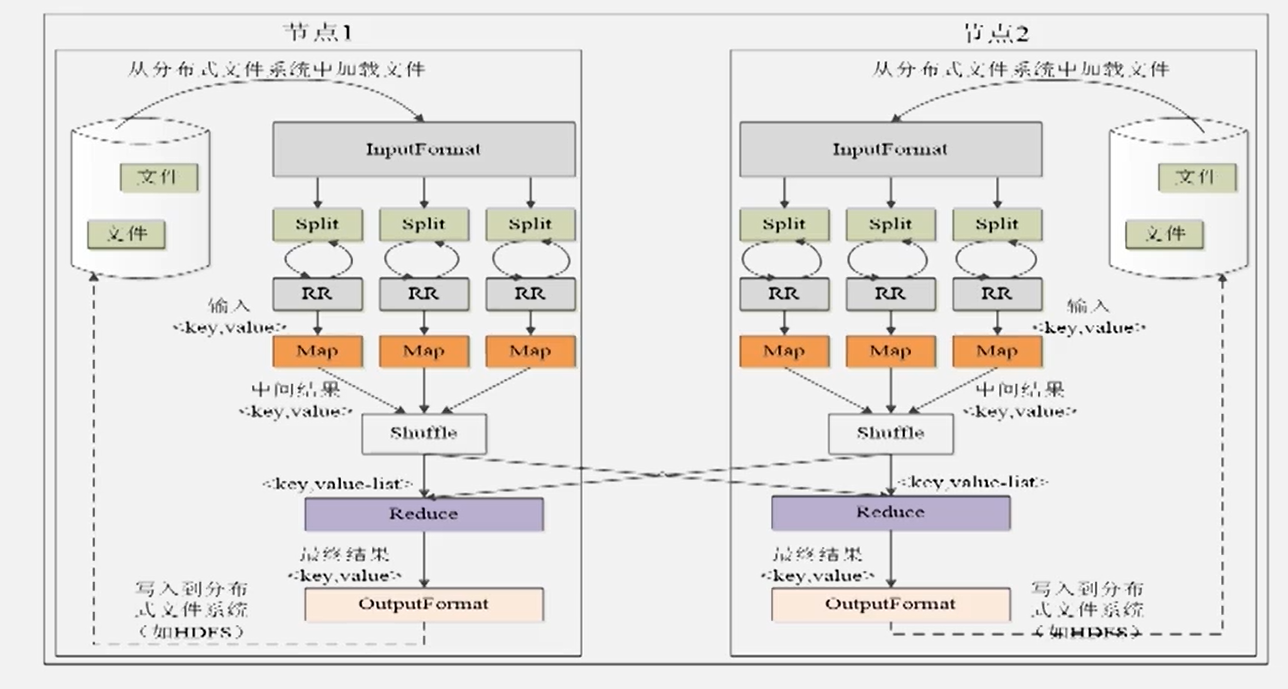 节点1
从分布式文件系统中加载文件
InputFormat
文件
文件
Split Split Split
RR RR RR
输入
<key,value>
Map Map Map
中间结果
<key,value>
Shuffle
<key,value-list>
Reduce
最终结果
<key,value>
OutputFormat
写入到分布
式文件系统
（如HDFS）
节点2
从分布式文件系统中加载文件
InputFormat
文件
文件
Split Split Split
RR RR RR
输入
<key,value>
Map Map Map
中间结果
<key,value>
Shuffle
<key,value-list>
Reduce
最终结果
<key,value>
OutputFormat
写入到分布
式文件系统
（如HDFS）